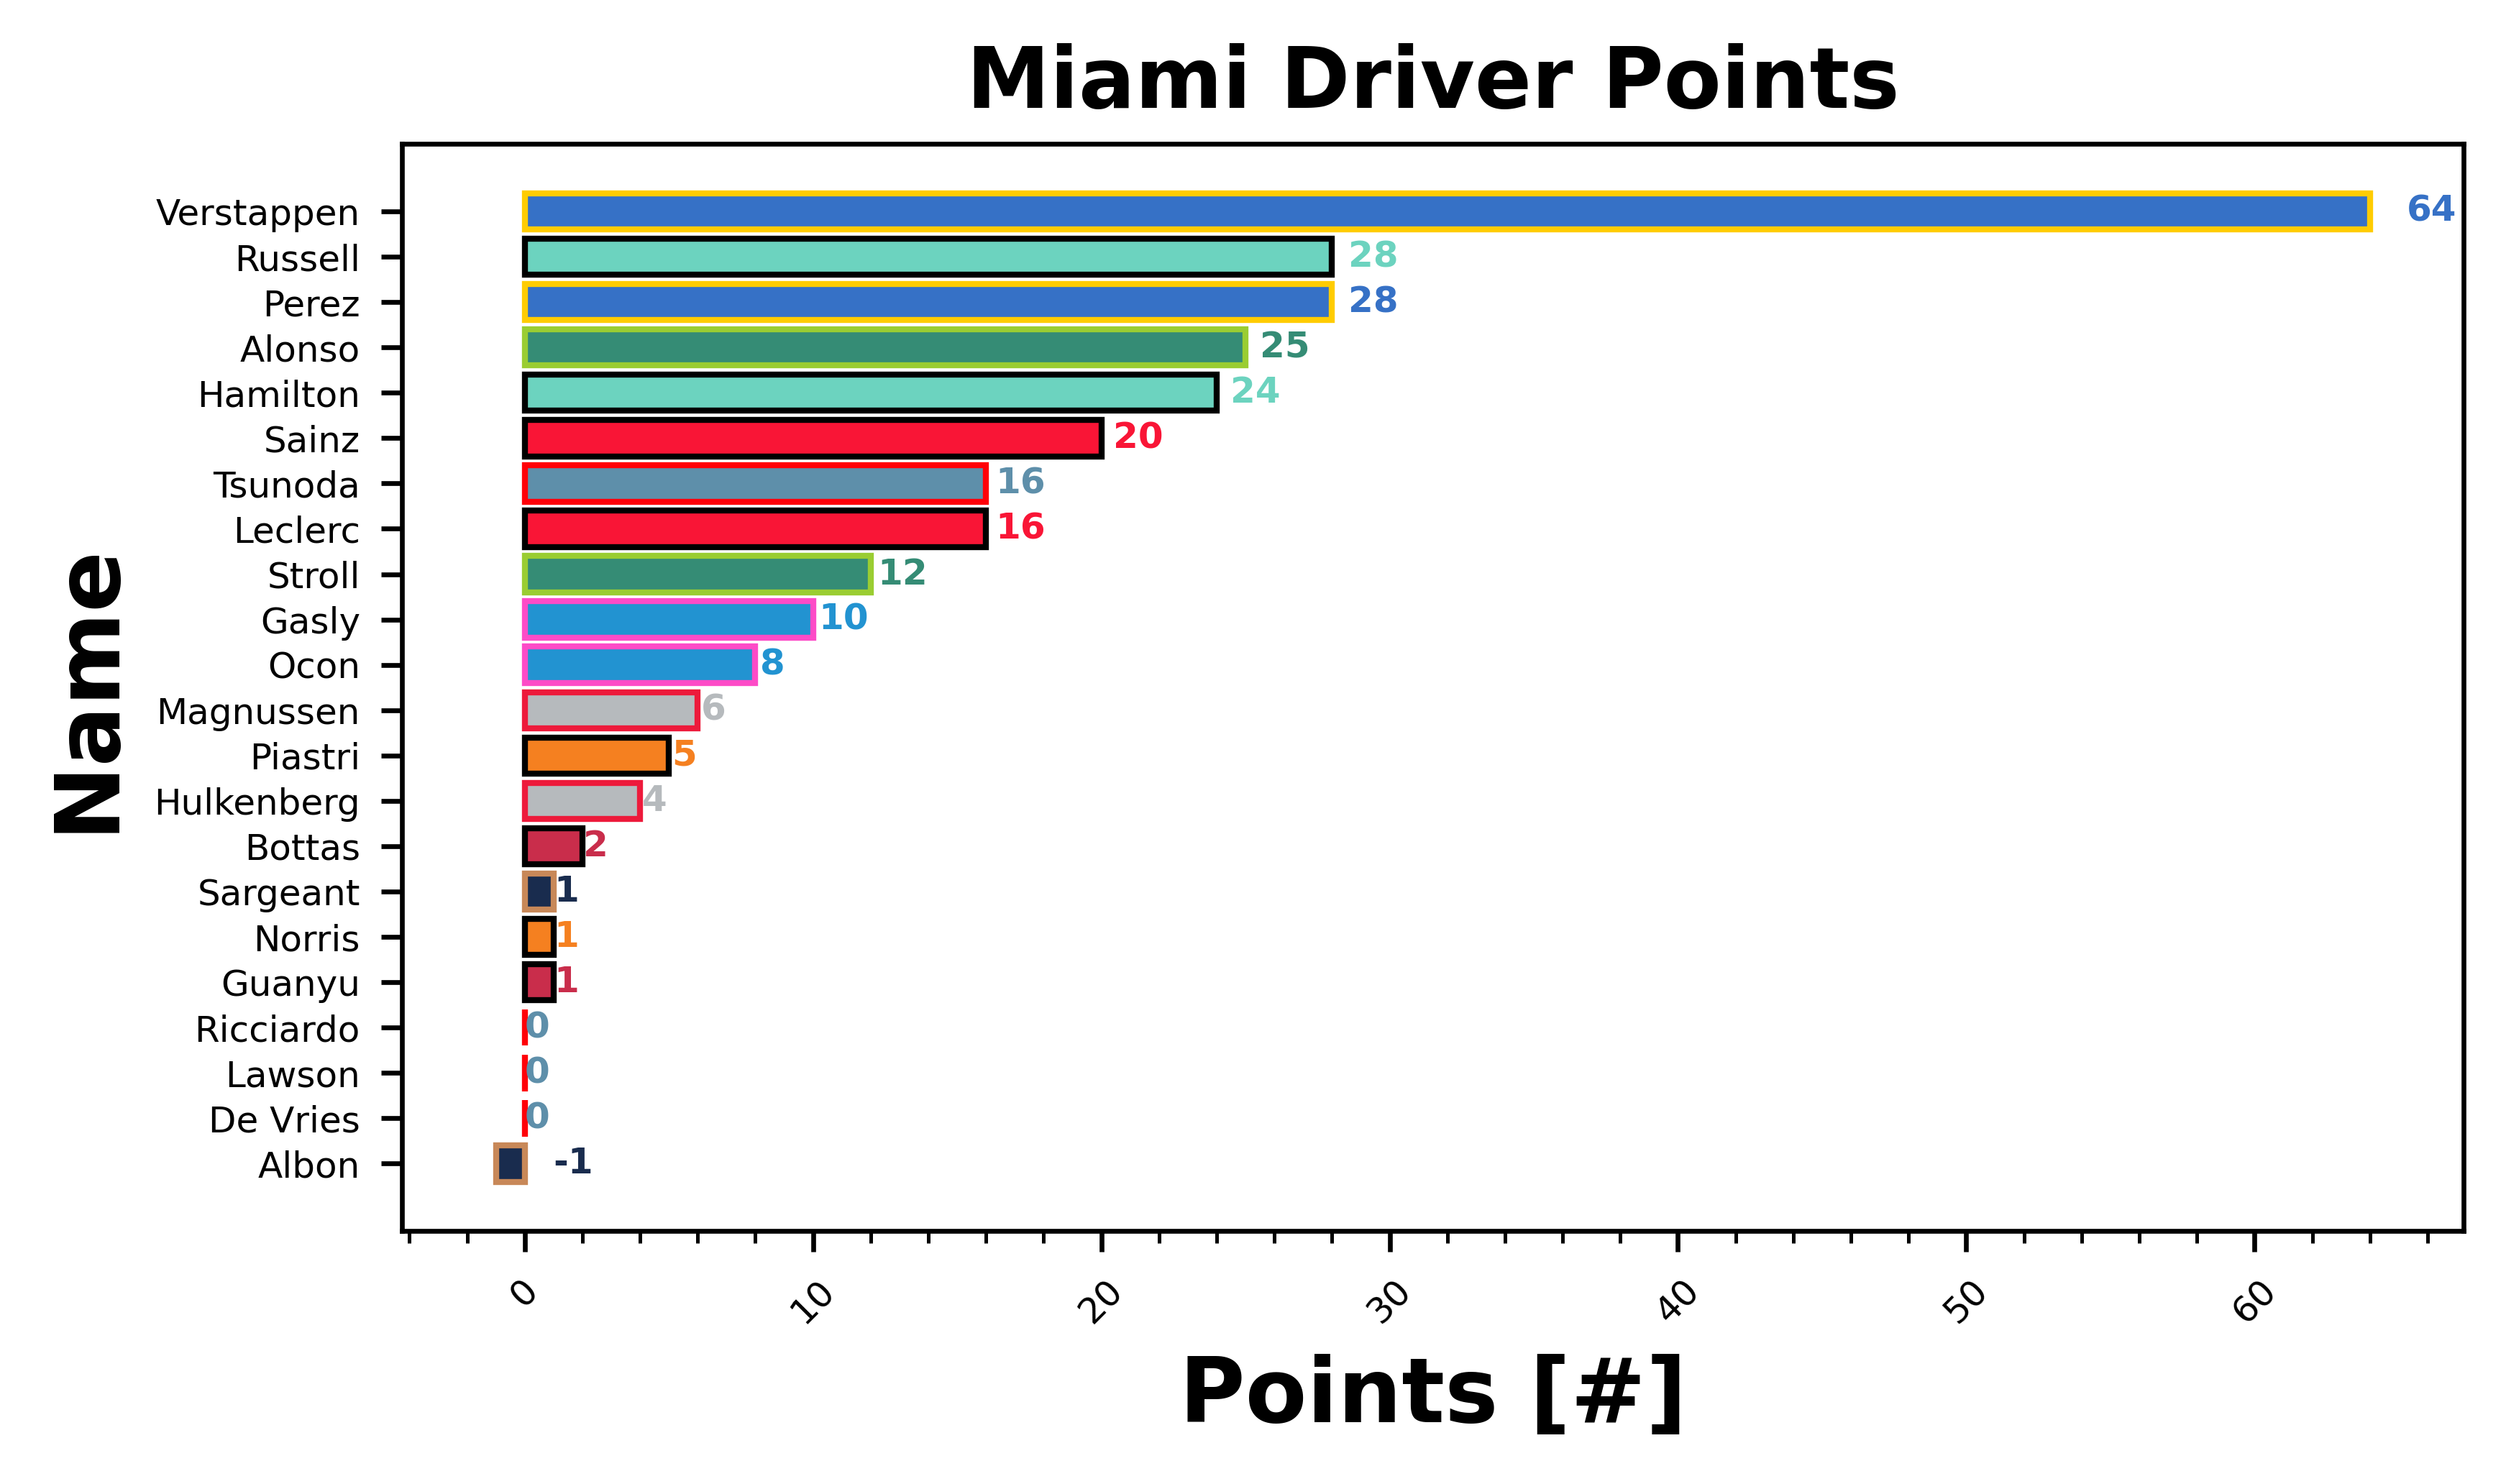 Miami Driver Points
Name
Verstappen 64
Russell 28
Perez 28
Alonso 25
Hamilton 24
Sainz 20
Tsunoda 16
Leclerc 16
Stroll 12
Gasly 10
Ocon 8
Magnussen 6
Piastri 5
Hulkenberg 4
Bottas 2
Sargeant 1
Norris 1
Guanyu 1
Ricciardo 0
Lawson 0
De Vries 0
Albon -1
0 10 20 30 40 50 60
Points [#]